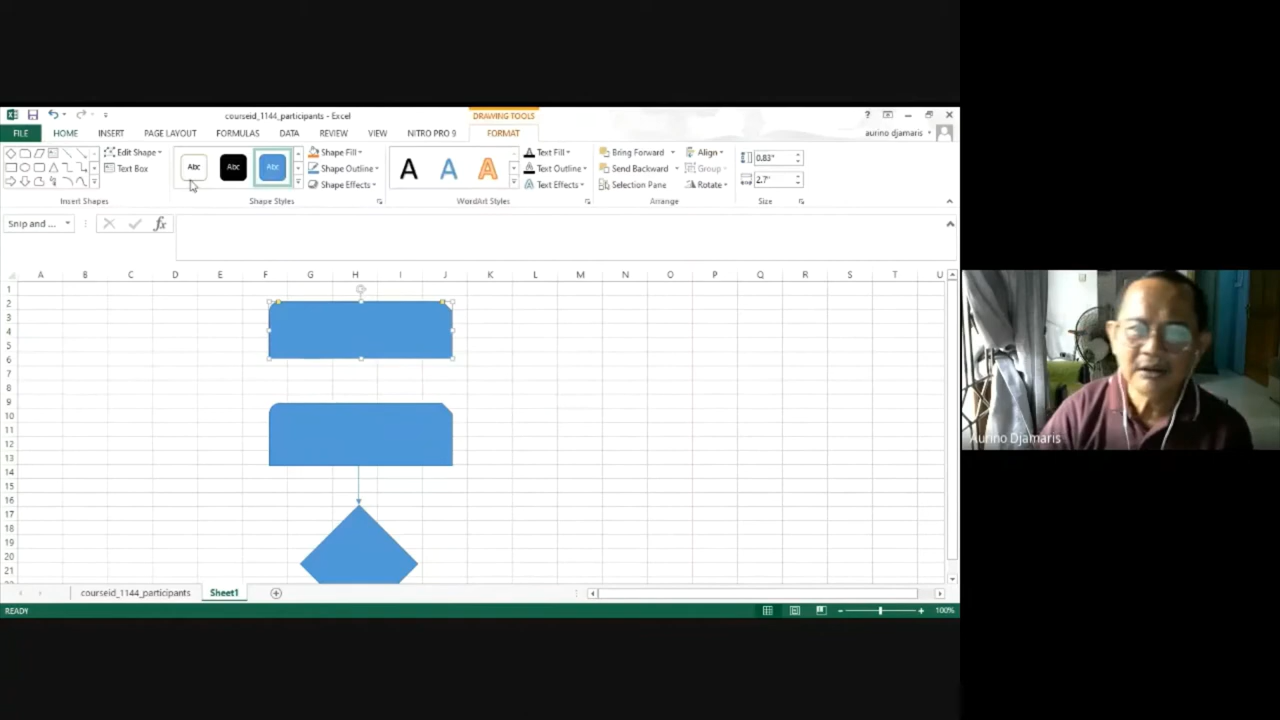 courseid_1144_participants - Excel
DRAWING TOOLS
FILE HOME INSERT PAGE LAYOUT FORMULAS DATA REVIEW VIEW NITRO PRO 9 FORMAT
aurino djamaris
Edit Shape
Text Box
Insert Shapes
Abc Abc Abc
Shape Fill
Shape Outline
Shape Effects
Shape Styles
A A A
Text Fill
Text Outline
Text Effects
WordArt Styles
Bring Forward
Send Backward
Selection Pane
Align
Group
Rotate
Arrange
0.83"
2.7"
Size
Snip and ...
fx
A B C D E F G H I J K L M N O P Q R S T U
1
2
3
4
5
6
7
8
9
10
11
12
13
14
15
16
17
18
19
20
21
courseid_1144_participants Sheet1
READY
100%
Aurino Djamaris